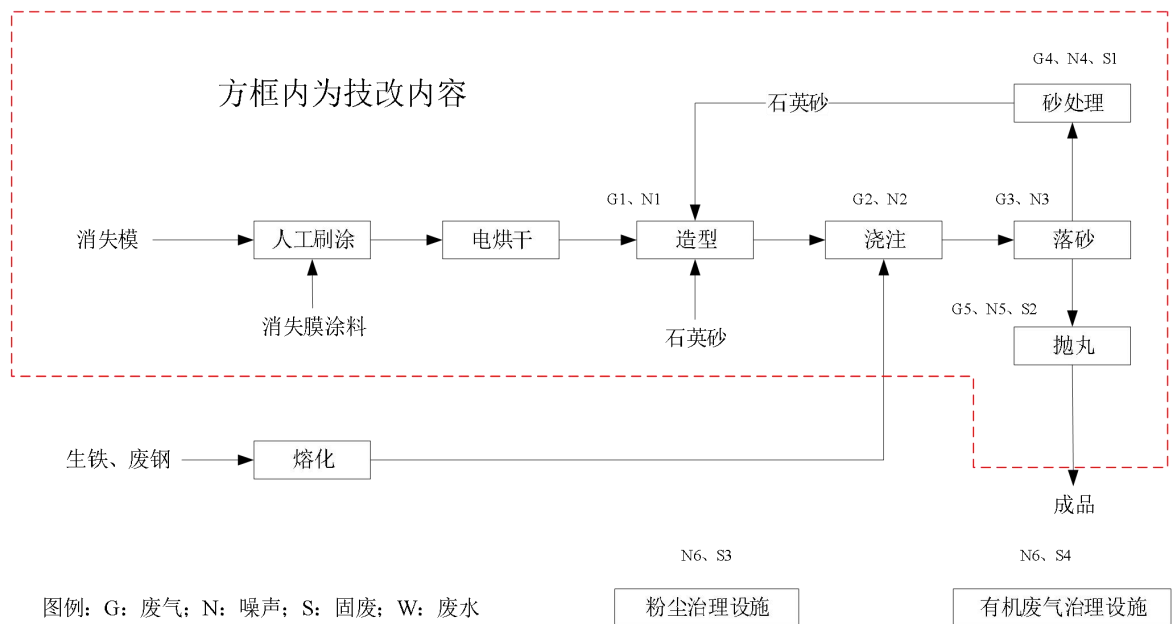 G4、N4、S1
方框内为技改内容
石英砂
砂处理
G1、N1
G2、N2
G3、N3
消失模
人工刷涂
电烘干
造型
浇注
落砂
G5、N5、S2
消失膜涂料
石英砂
抛丸
生铁、废钢
熔化
成品
N6、S3
N6、S4
图例：G：废气；N：噪声；S：固废；W：废水
粉尘治理设施
有机废气治理设施